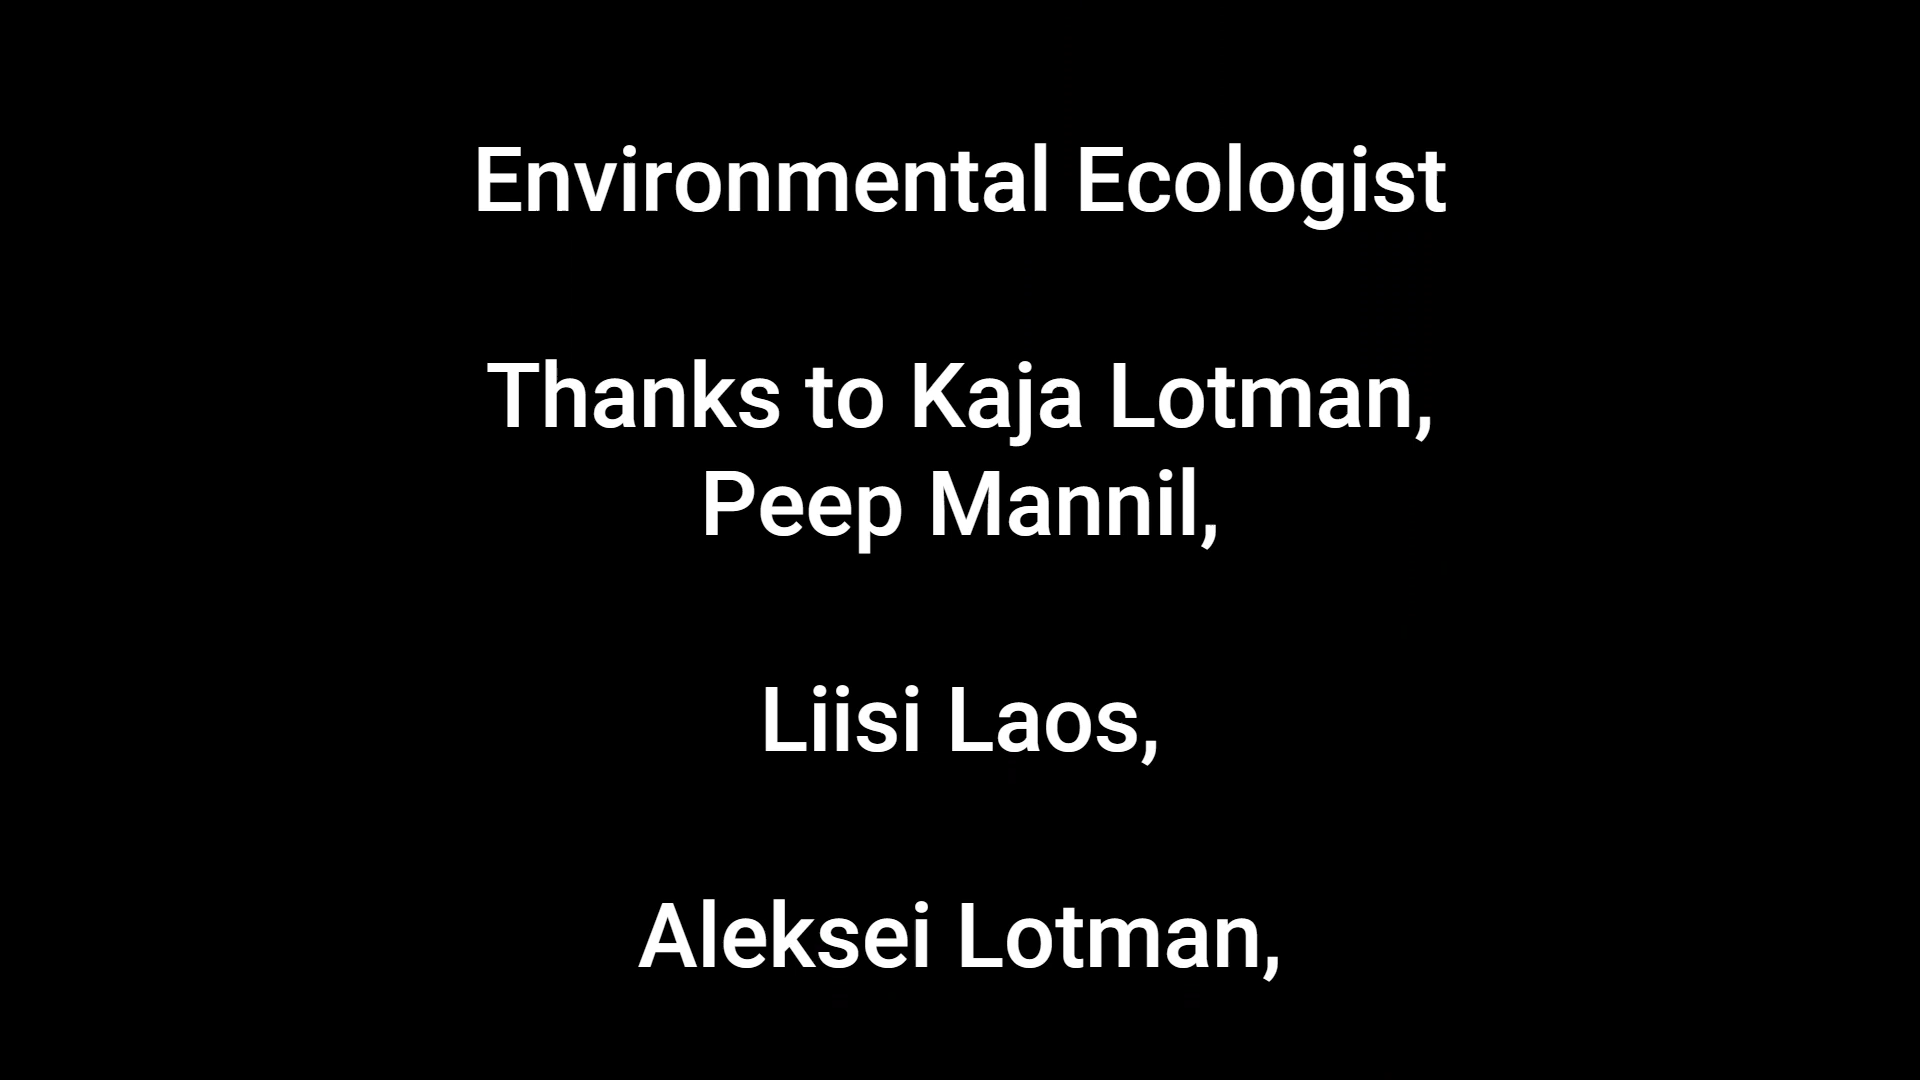 Environmental Ecologist
Thanks to Kaja Lotman,
Peep Mannil,
Liisi Laos,
Aleksei Lotman,